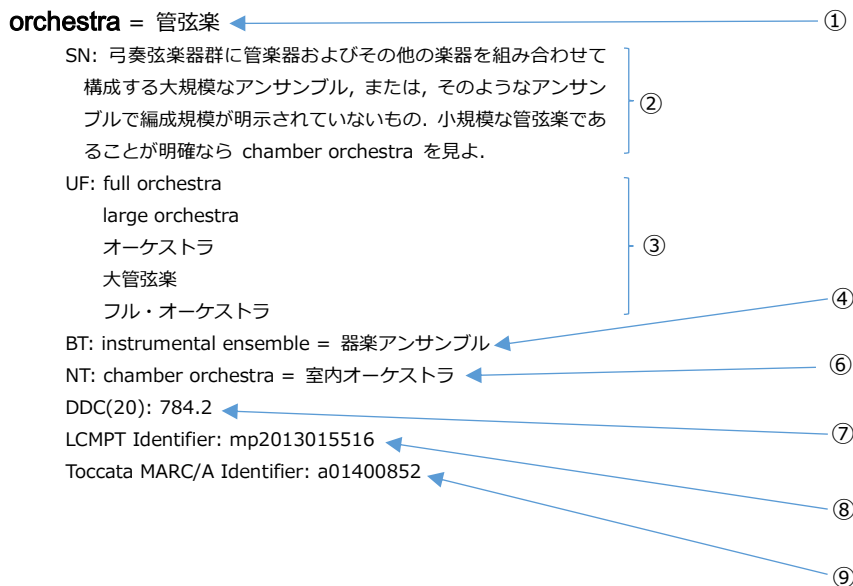 orchestra = 管弦楽 ①
SN: 弓奏弦楽器群に管楽器およびその他の楽器を組み合わせて
構成する大規模なアンサンブル, または, そのようなアンサン
ブルで編成規模が明示されていないもの. 小規模な管弦楽であ
ることが明確なら chamber orchestra を見よ.
②
UF: full orchestra
large orchestra
オーケストラ
大管弦楽
フル・オーケストラ
③
BT: instrumental ensemble = 器楽アンサンブル ④
NT: chamber orchestra = 室内オーケストラ ⑥
DDC(20): 784.2 ⑦
LCMPT Identifier: mp2013015516 ⑧
Toccata MARC/A Identifier: a01400852 ⑨